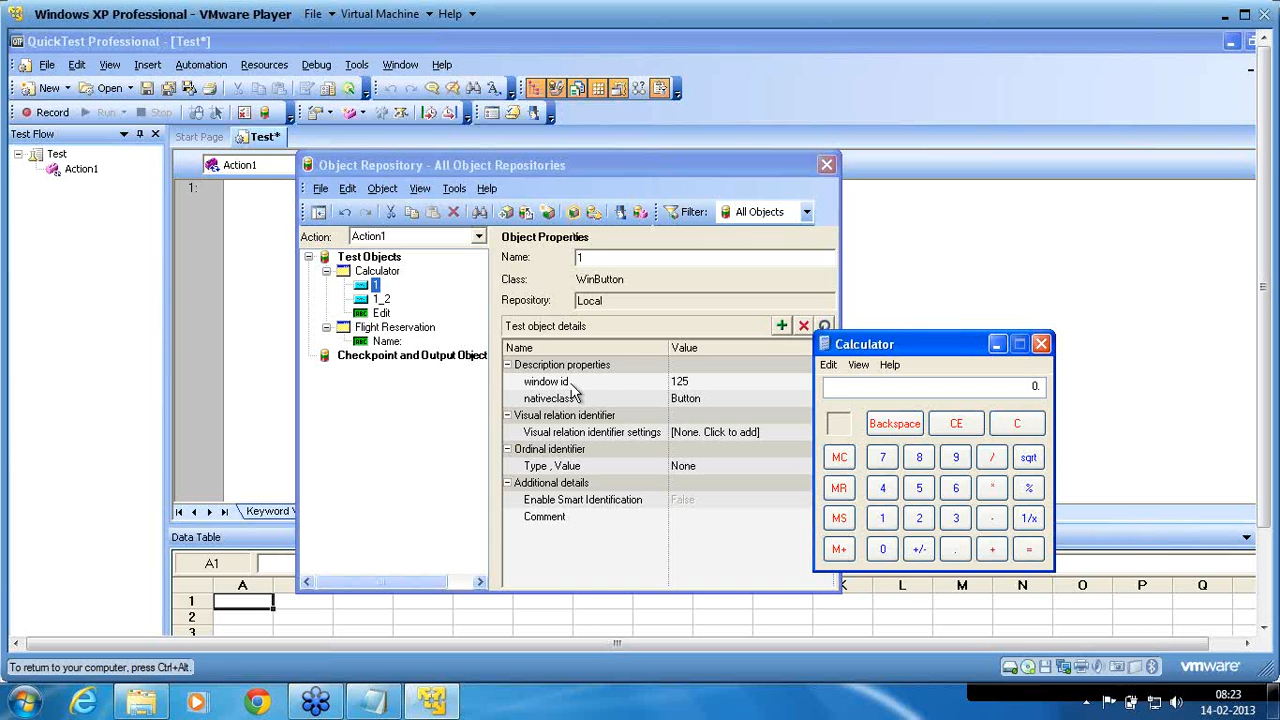 Windows XP Professional - VMware Player File Virtual Machine Help
QTP QuickTest Professional - [Test*]
File Edit View Insert Automation Resources Debug Tools Window Help
New Open
Record Run Stop
Test Flow
Start Page Test*
Test
Action1
Action1
1:
Object Repository - All Object Repositories
File Edit Object View Tools Help
Filter: All Objects
Action: Action1
Test Objects
Calculator
1
1_2
Edit
Flight Reservation
Name:
Checkpoint and Output Object
Object Properties
Name: 1
Class: WinButton
Repository: Local
Test object details
Name Value
Description properties
window id 125
nativeclass Button
Visual relation identifier
Visual relation identifier settings [None. Click to add]
Ordinal identifier
Type , Value None
Additional details
Enable Smart Identification False
Comment
Calculator
Edit View Help
0.
Backspace CE C
MC 7 8 9 / sqrt
MR 4 5 6 * %
MS 1 2 3 - 1/x
M+ 0 +/- . + =
Keyword V
Data Table
A1
A K L M N O P Q
1
2
3
To return to your computer, press Ctrl+Alt.
vmware
08:23
14-02-2013